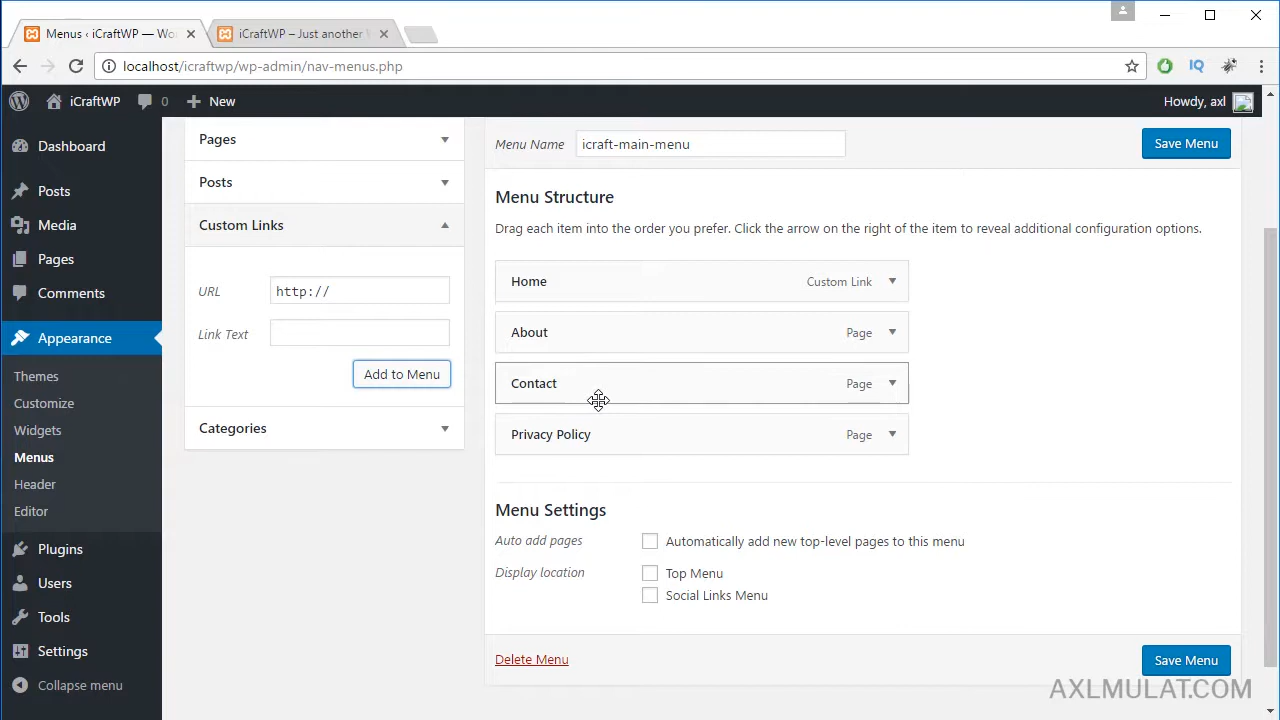 Menus ‹ iCraftWP — Wo
iCraftWP – Just another
localhost/icraftwp/wp-admin/nav-menus.php
IQ
iCraftWP
0
New
Howdy, axl
Dashboard
Posts
Media
Pages
Comments
Appearance
Themes
Customize
Widgets
Menus
Header
Editor
Plugins
Users
Tools
Settings
Collapse menu
Pages
Posts
Custom Links
URL
http://
Link Text
Add to Menu
Categories
Menu Name
icraft-main-menu
Save Menu
Menu Structure
Drag each item into the order you prefer. Click the arrow on the right of the item to reveal additional configuration options.
Home Custom Link
About Page
Contact Page
Privacy Policy Page
Menu Settings
Auto add pages
Automatically add new top-level pages to this menu
Display location
Top Menu
Social Links Menu
Delete Menu
Save Menu
AXLMULAT.COM